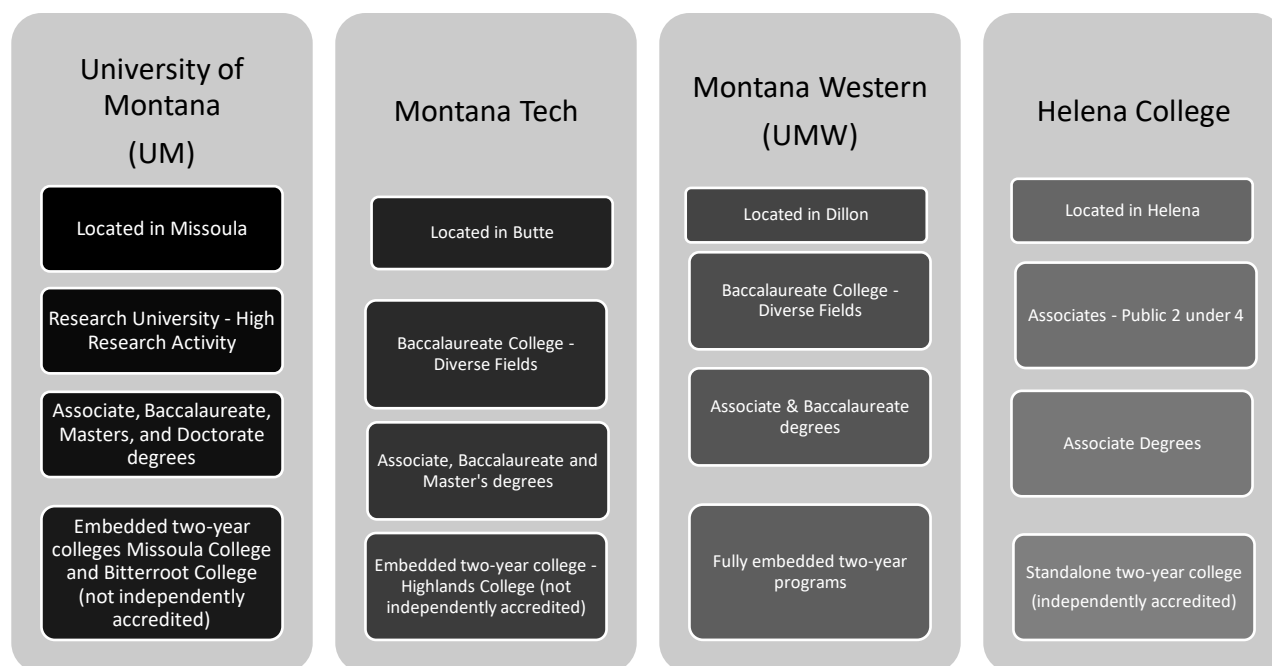 University of
Montana
(UM)
Located in Missoula
Research University - High
Research Activity
Associate, Baccalaureate,
Masters, and Doctorate
degrees
Embedded two-year
colleges Missoula College
and Bitterroot College
(not independently
accredited)
Montana Tech
Located in Butte
Baccalaureate College -
Diverse Fields
Associate, Baccalaureate and
Master's degrees
Embedded two-year college -
Highlands College (not
independently accredited)
Montana Western
(UMW)
Located in Dillon
Baccalaureate College -
Diverse Fields
Associate & Baccalaureate
degrees
Fully embedded two-year
programs
Helena College
Located in Helena
Associates - Public 2 under 4
Associate Degrees
Standalone two-year college
(independently accredited)